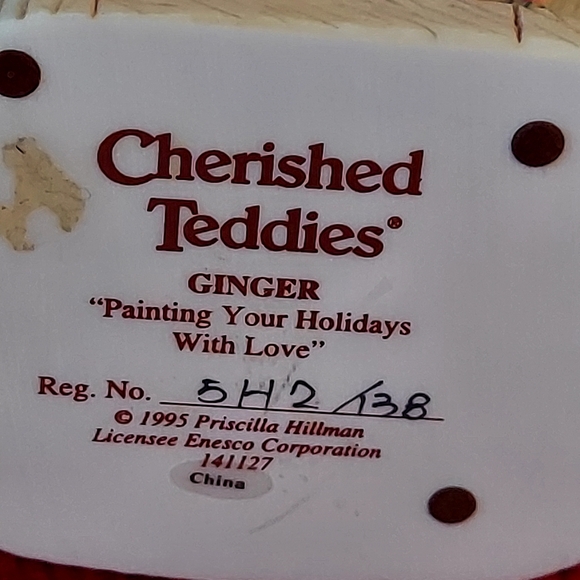 Cherished
Teddies®
GINGER
“Painting Your Holidays
With Love”
Reg. No. 5H2/138
© 1995 Priscilla Hillman
Licensee Enesco Corporation
141127
China